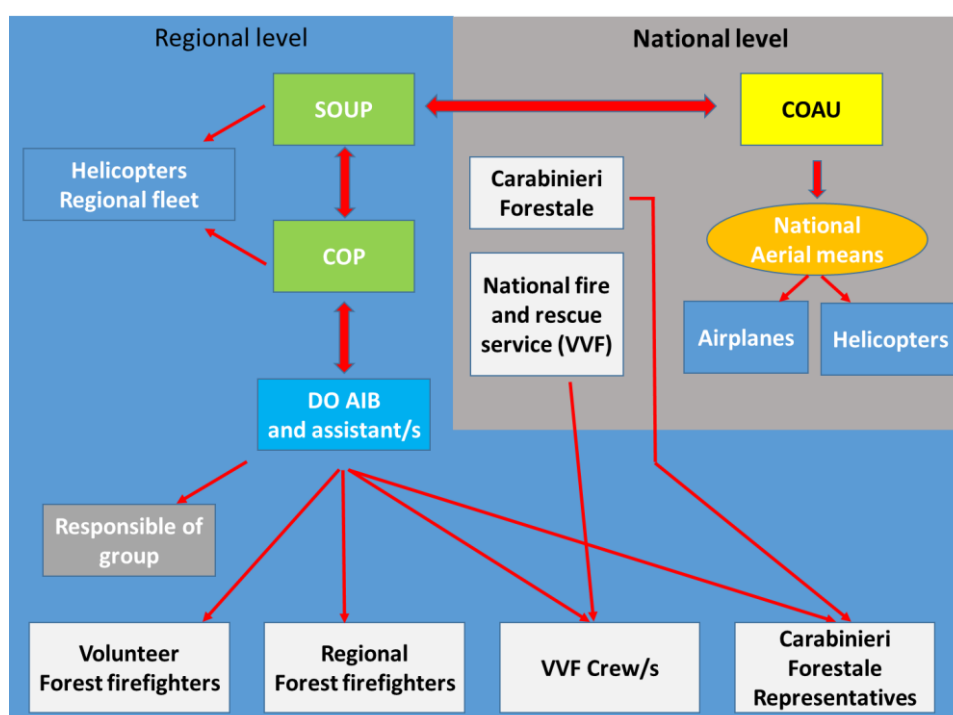 Regional level
National level
SOUP
COAU
Helicopters
Regional fleet
Carabinieri
Forestale
National
Aerial means
COP
National fire
and rescue
service (VVF)
Airplanes
Helicopters
DO AIB
and assistant/s
Responsible of
group
Volunteer
Forest firefighters
Regional
Forest firefighters
VVF Crew/s
Carabinieri
Forestale
Representatives